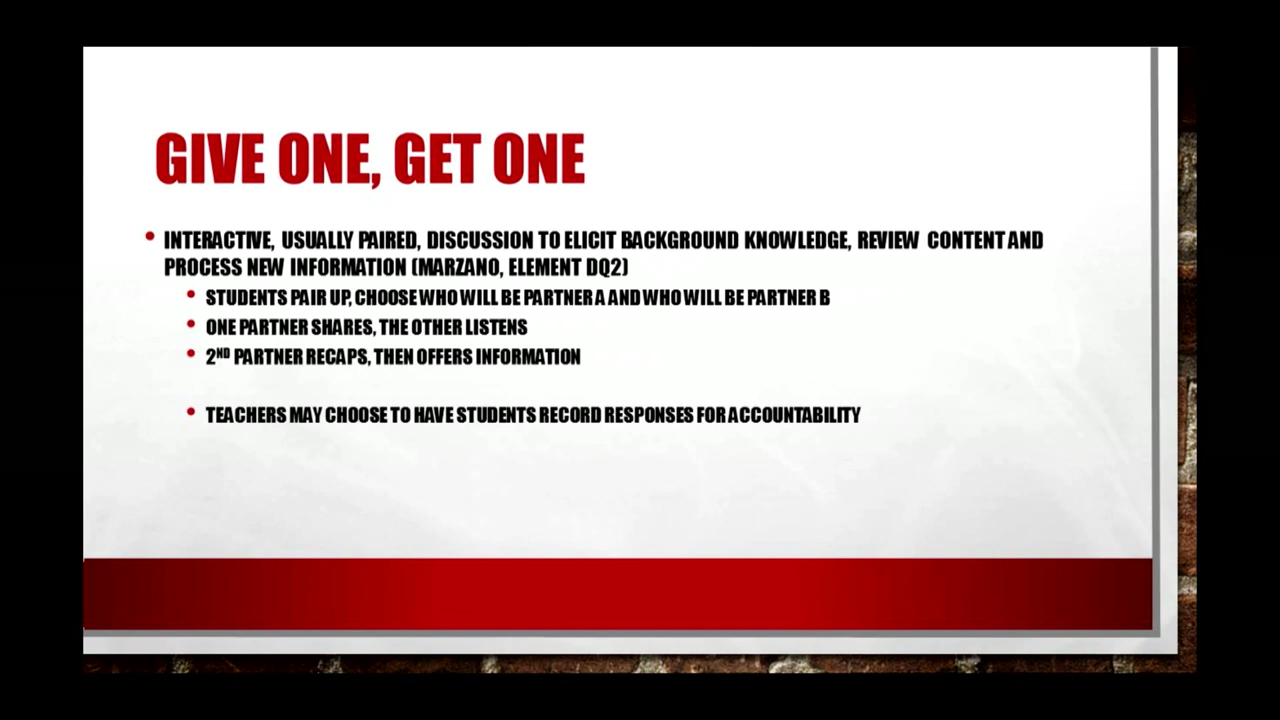 GIVE ONE, GET ONE
• INTERACTIVE, USUALLY PAIRED, DISCUSSION TO ELICIT BACKGROUND KNOWLEDGE, REVIEW CONTENT AND
PROCESS NEW INFORMATION (MARZANO, ELEMENT DQ2)
• STUDENTS PAIR UP, CHOOSE WHO WILL BE PARTNER A AND WHO WILL BE PARTNER B
• ONE PARTNER SHARES, THE OTHER LISTENS
• 2ND PARTNER RECAPS, THEN OFFERS INFORMATION
• TEACHERS MAY CHOOSE TO HAVE STUDENTS RECORD RESPONSES FOR ACCOUNTABILITY